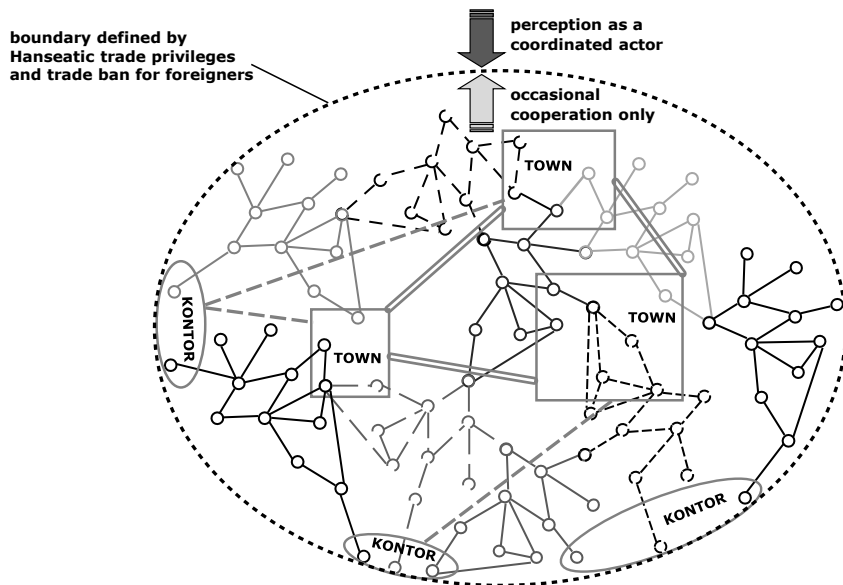 perception as a
coordinated actor
boundary defined by
Hanseatic trade privileges
and trade ban for foreigners
occasional
cooperation only
TOWN
KONTOR
TOWN
TOWN
KONTOR
KONTOR